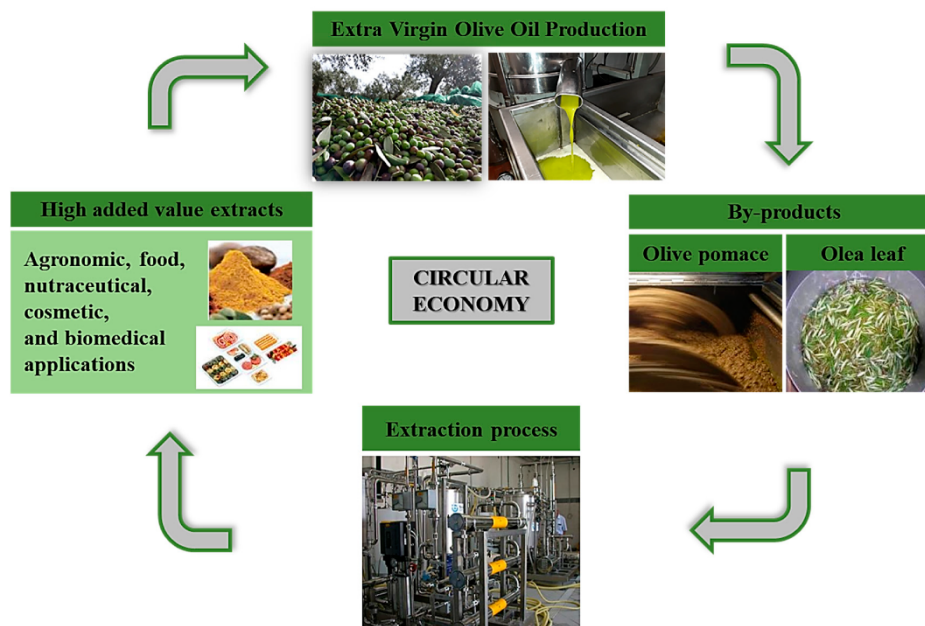 Extra Virgin Olive Oil Production
High added value extracts
Agronomic, food,
nutraceutical,
cosmetic,
and biomedical
applications
CIRCULAR
ECONOMY
By-products
Olive pomace
Olea leaf
Extraction process